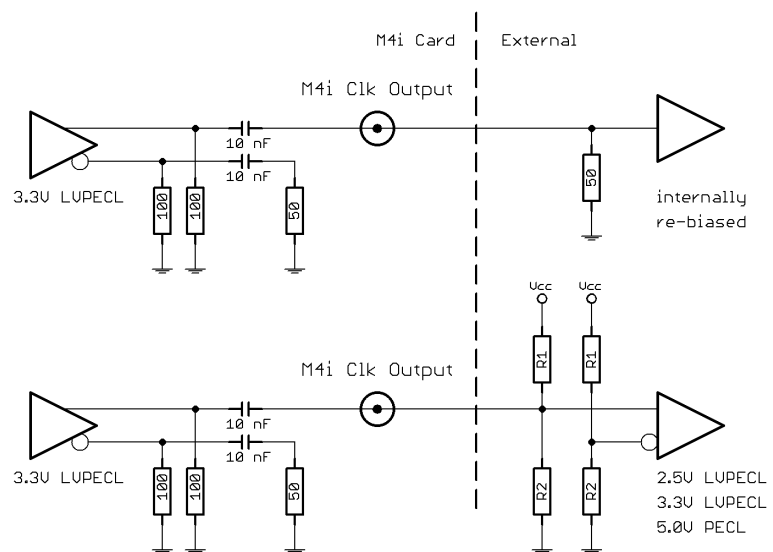 M4i Card
External
M4i Clk Output
10 nF
10 nF
3.3V LVPECL
100
100
50
50
internally
re-biased
Vcc
Vcc
R1
R1
M4i Clk Output
10 nF
10 nF
3.3V LVPECL
100
100
50
R2
R2
2.5V LVPECL
3.3V LVPECL
5.0V PECL